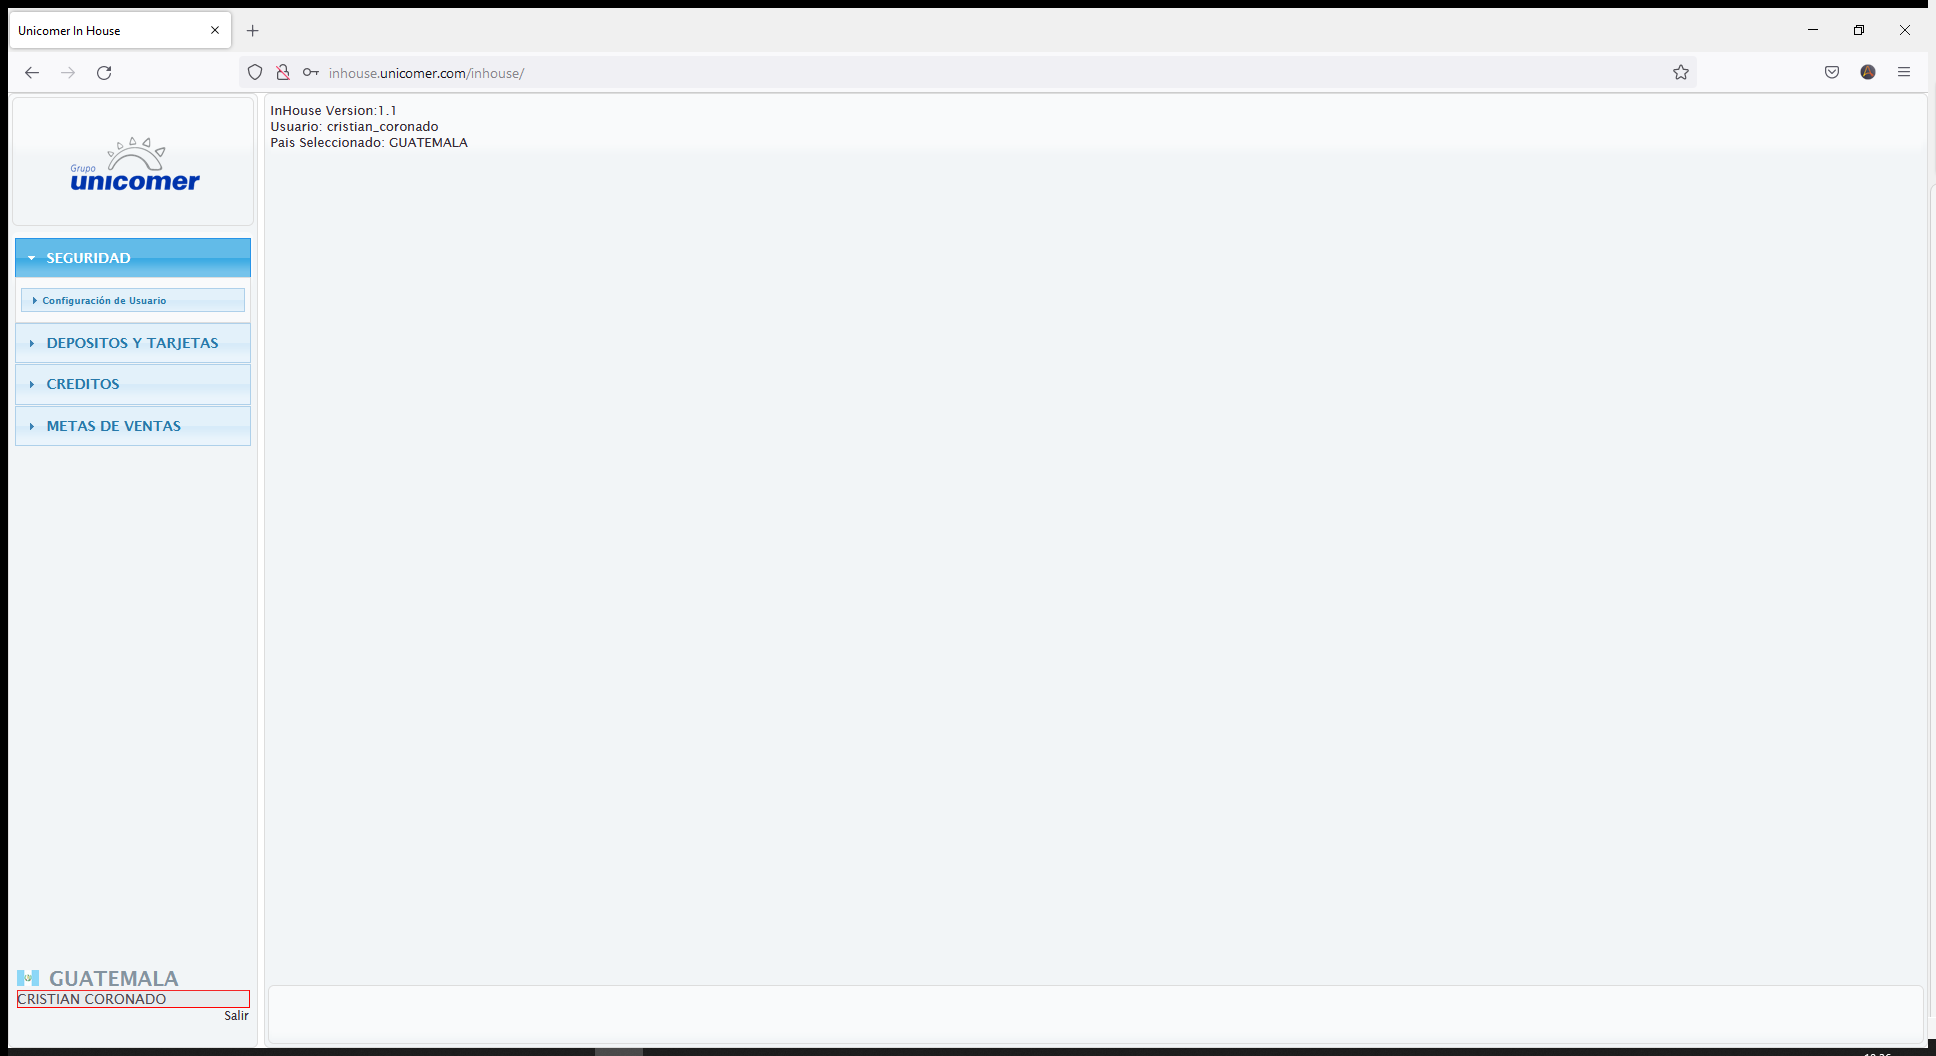 Unicomer In House
inhouse.unicomer.com/inhouse/
Grupo
unicomer
SEGURIDAD
Configuración de Usuario
DEPOSITOS Y TARJETAS
CREDITOS
METAS DE VENTAS
GUATEMALA
CRISTIAN CORONADO
Salir
InHouse Version:1.1
Usuario: cristian_coronado
Pais Seleccionado: GUATEMALA